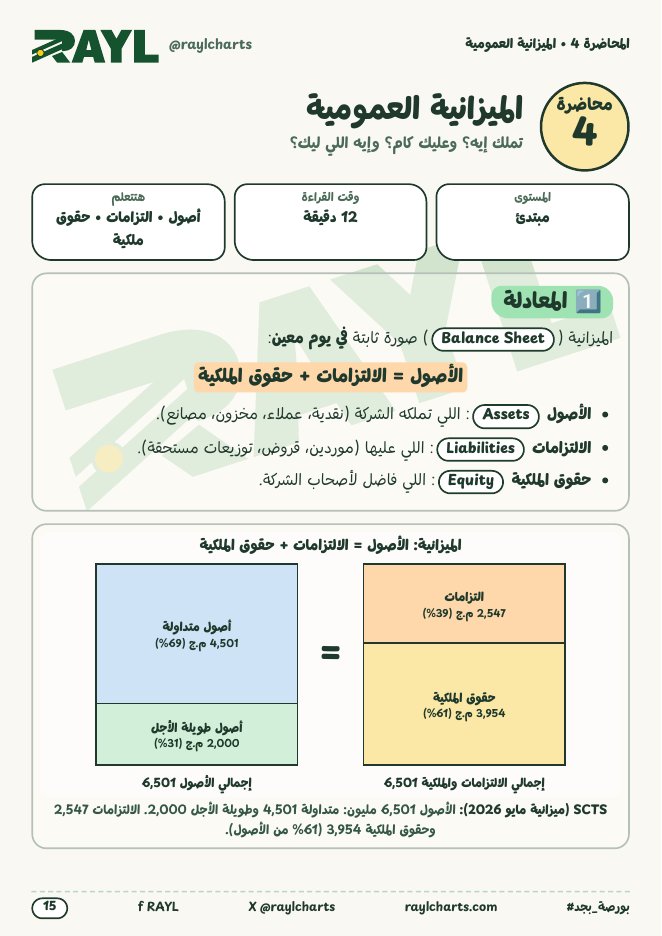 RAYL @raylcharts
المحاضرة 4 • الميزانية العمومية
محاضرة
4
الميزانية العمومية
تملك إيه؟ وعليك كام؟ وإيه اللي ليك؟
المستوى
مبتدئ
وقت القراءة
12 دقيقة
هتتعلم
أصول • التزامات • حقوق
ملكية
RAYL
1 المعادلة
الميزانية ( Balance Sheet ) صورة ثابتة في يوم معين:
الأصول = الالتزامات + حقوق الملكية
• الأصول Assets : اللي تملكه الشركة (نقدية، عملاء، مخزون، مصانع).
• الالتزامات Liabilities : اللي عليها (موردين، قروض، توزيعات مستحقة).
• حقوق الملكية Equity : اللي فاضل لأصحاب الشركة.
الميزانية: الأصول = الالتزامات + حقوق الملكية
التزامات
2,547 م.ج (39%)
حقوق الملكية
3,954 م.ج (61%)
إجمالي الالتزامات والملكية 6,501
=
أصول متداولة
4,501 م.ج (69%)
أصول طويلة الأجل
2,000 م.ج (31%)
إجمالي الأصول 6,501
SCTS (ميزانية مايو 2026): الأصول 6,501 مليون: متداولة 4,501 وطويلة الأجل 2,000. الالتزامات 2,547
وحقوق الملكية 3,954 (61% من الأصول).
#بورصة_بجد
raylcharts.com
X @raylcharts
f RAYL
15